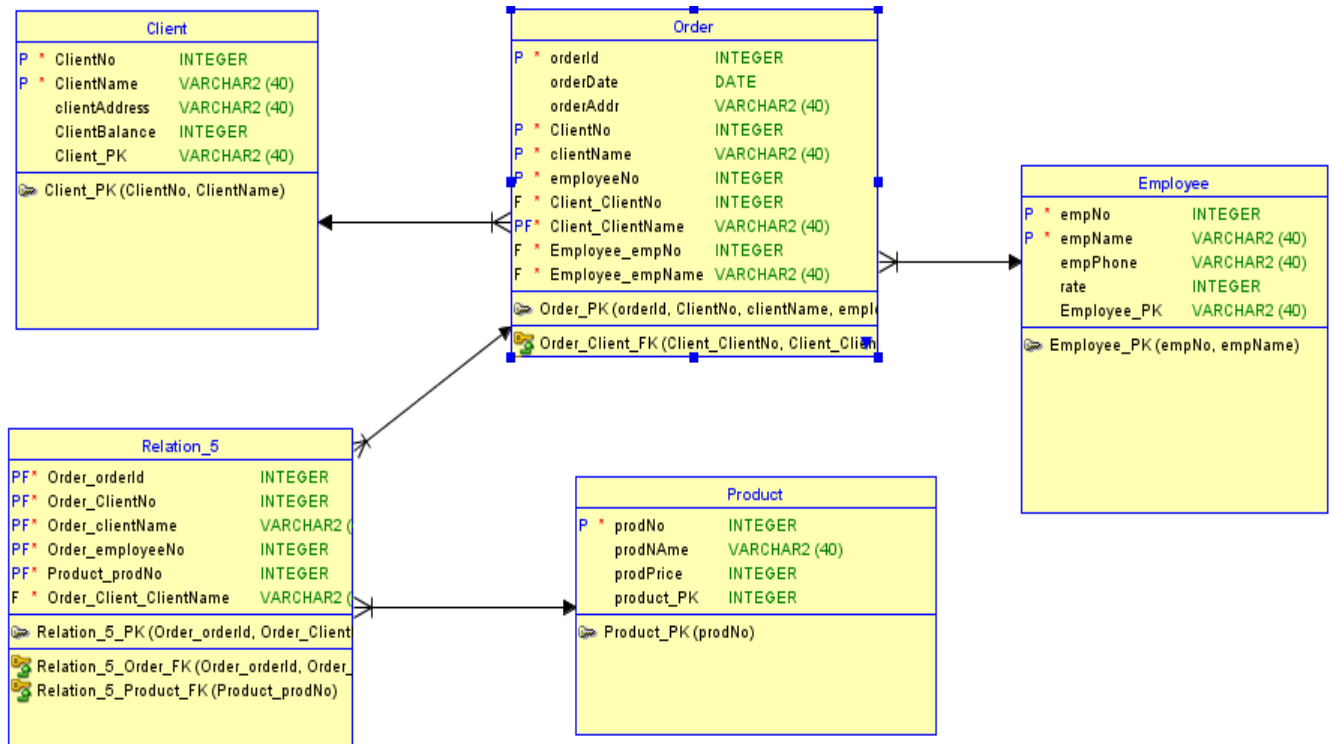 Client
P * ClientNo INTEGER
P * ClientName VARCHAR2 (40)
clientAddress VARCHAR2 (40)
ClientBalance INTEGER
Client_PK VARCHAR2 (40)
Client_PK (ClientNo, ClientName)
Order
P * orderId INTEGER
orderDate DATE
orderAddr VARCHAR2 (40)
P * ClientNo INTEGER
P * clientName VARCHAR2 (40)
P * employeeNo INTEGER
F * Client_ClientNo INTEGER
PF* Client_ClientName VARCHAR2 (40)
F * Employee_empNo INTEGER
F * Employee_empName VARCHAR2 (40)
Order_PK (orderId, ClientNo, clientName, empl
Order_Client_FK (Client_ClientNo, Client_Clien
Employee
P * empNo INTEGER
P * empName VARCHAR2 (40)
empPhone VARCHAR2 (40)
rate INTEGER
Employee_PK VARCHAR2 (40)
Employee_PK (empNo, empName)
Relation_5
PF* Order_orderId INTEGER
PF* Order_ClientNo INTEGER
PF* Order_clientName VARCHAR2 (
PF* Order_employeeNo INTEGER
PF* Product_prodNo INTEGER
F * Order_Client_ClientName VARCHAR2 (
Relation_5_PK (Order_orderId, Order_Client
Relation_5_Order_FK (Order_orderId, Order_
Relation_5_Product_FK (Product_prodNo)
Product
P * prodNo INTEGER
prodNAme VARCHAR2 (40)
prodPrice INTEGER
product_PK INTEGER
Product_PK (prodNo)